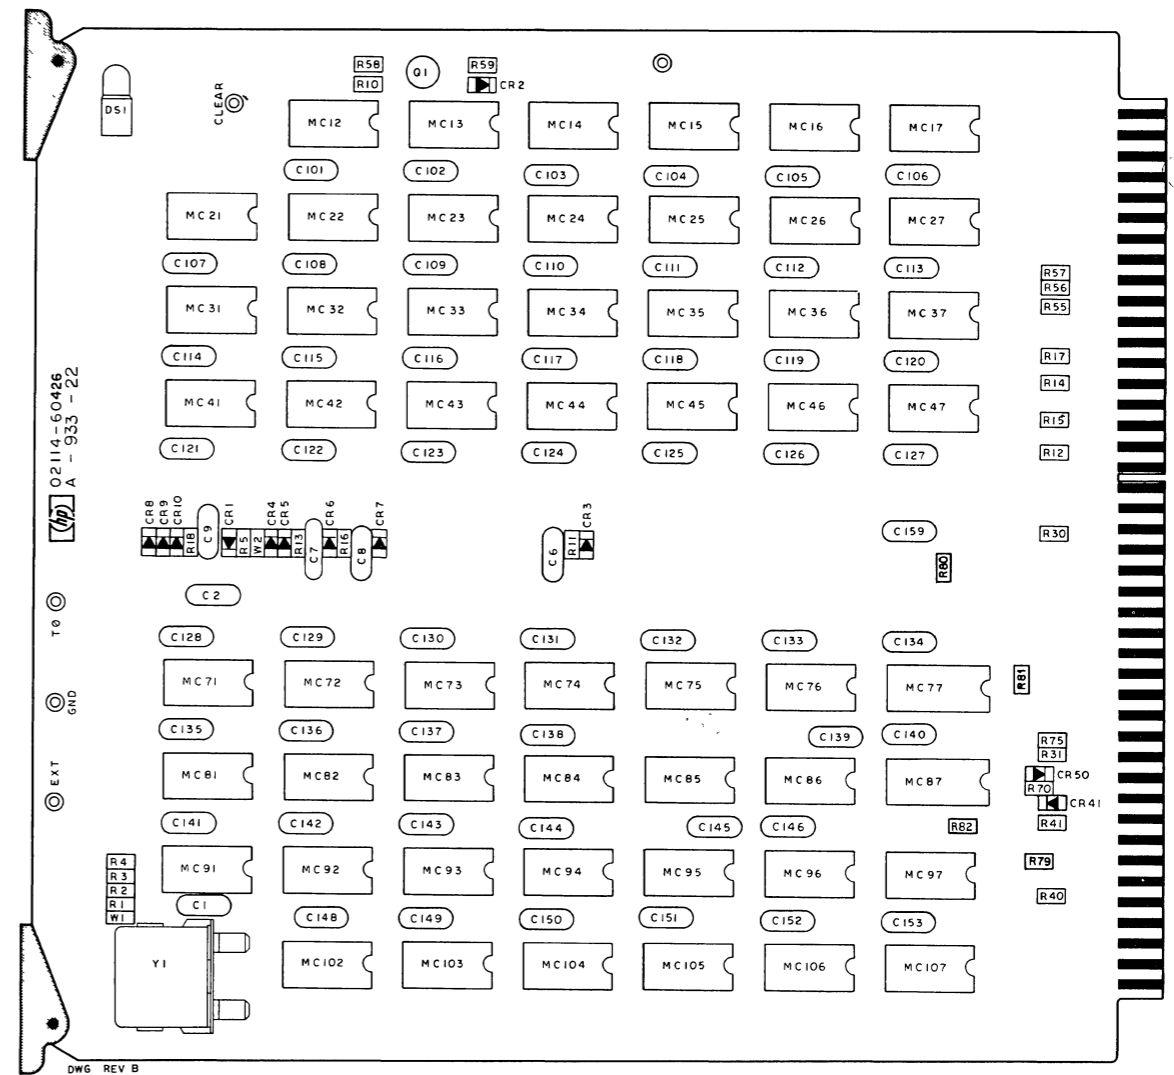 R58
R59
R10
Q1
CR2
DS1
CLEAR
MC12 MC13 MC14 MC15 MC16 MC17
C101 C102 C103 C104 C105 C106
MC21 MC22 MC23 MC24 MC25 MC26 MC27
C107 C108 C109 C110 C111 C112 C113
R57
R56
R55
MC31 MC32 MC33 MC34 MC35 MC36 MC37
C114 C115 C116 C117 C118 C119 C120
R17
R14
MC41 MC42 MC43 MC44 MC45 MC46 MC47
R15
C121 C122 C123 C124 C125 C126 C127
R12
hp 02114-60426
A-933-22
CR8 CR9 CR10 R18 C9 CR1 R5 W2 CR4 CR5 R13 C7 CR6 R16 C8 CR7
C6 R11 CR3
C159
R30
R80
C2
TØ
C128 C129 C130 C131 C132 C133 C134
MC71 MC72 MC73 MC74 MC75 MC76 MC77
R81
GND
C135 C136 C137 C138 C139 C140
R75
R31
MC81 MC82 MC83 MC84 MC85 MC86 MC87
CR50
R70
CR41
EXT
C141 C142 C143 C144 C145 C146
R82
R41
R4
R3
R2
R1
W1
MC91 MC92 MC93 MC94 MC95 MC96 MC97
R79
R40
C1
C148 C149 C150 C151 C152 C153
Y1
MC102 MC103 MC104 MC105 MC106 MC107
DWG REV B